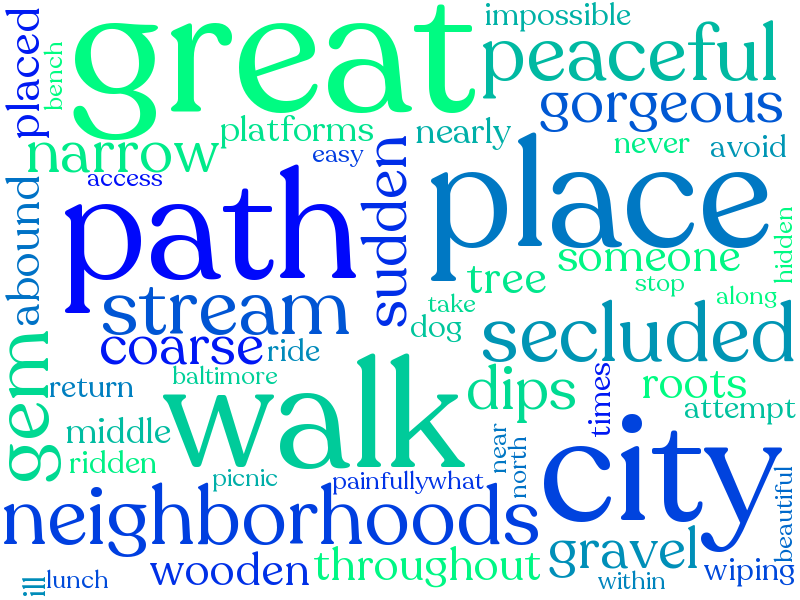 placed
bench
great
impossible
peaceful
gorgeous
narrow
platforms
nearly
never
avoid
easy
access
abound
path
sudden
place
someone
hidden
tree
stop
along
take
dog
stream
coarse
ride
secluded
gem
return
baltimore
walk
dips
times
roots
attempt
middle
ridden
picnic
painfullywhat
near
north
city
beautiful
neighborhoods
wooden
throughout
gravel
within
wiping
ill
lunch